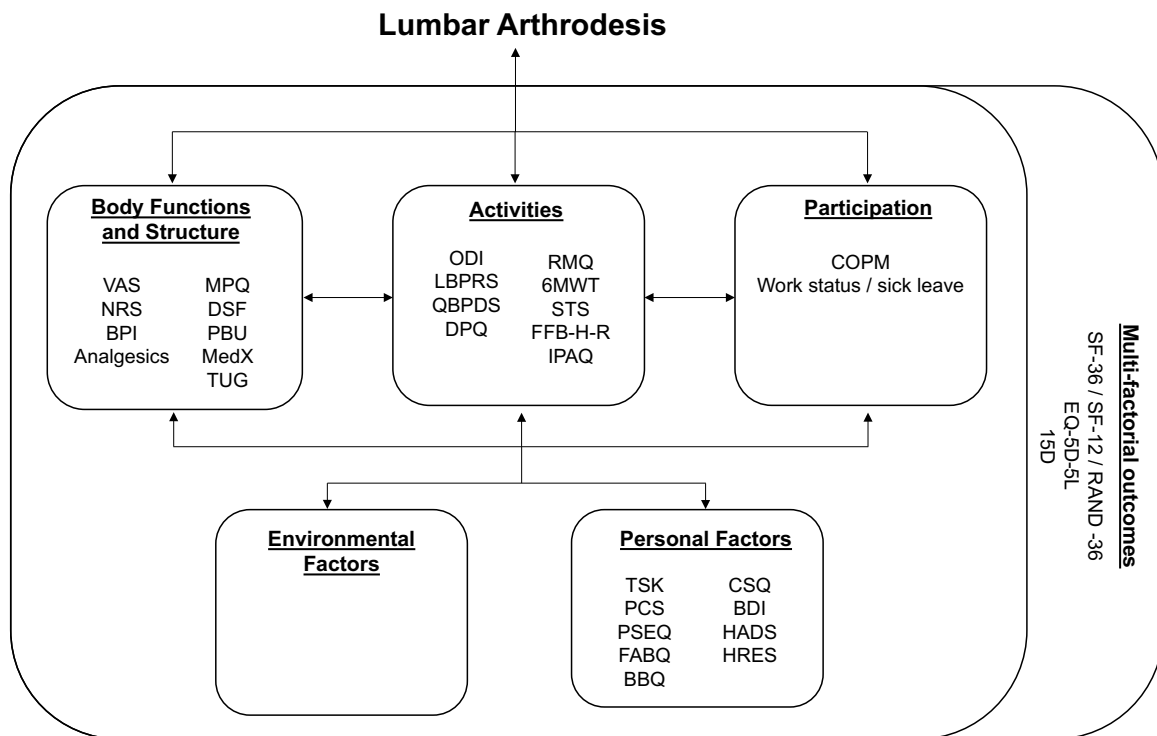 Lumbar Arthrodesis
Body Functions
and Structure
VAS
NRS
BPI
Analgesics
MPQ
DSF
PBU
MedX
TUG
Activities
ODI
LBPRS
QBPDS
DPQ
RMQ
6MWT
STS
FFB-H-R
IPAQ
Participation
COPM
Work status / sick leave
Environmental
Factors
Personal Factors
TSK
PCS
PSEQ
FABQ
BBQ
CSQ
BDI
HADS
HRES
Multi-factorial outcomes
SF-36 / SF-12 / RAND -36
EQ-5D-5L
15D